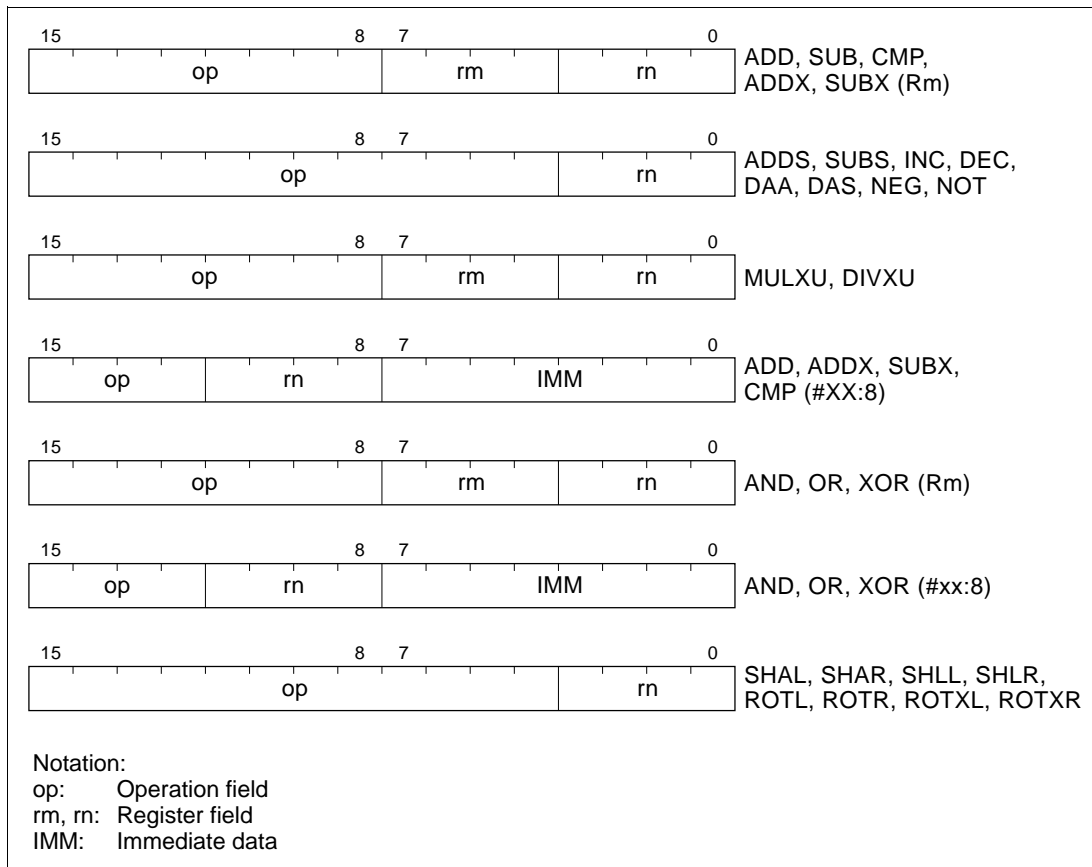 15 8 7 0
op rm rn
ADD, SUB, CMP,
ADDX, SUBX (Rm)
15 8 7 0
op rn
ADDS, SUBS, INC, DEC,
DAA, DAS, NEG, NOT
15 8 7 0
op rm rn
MULXU, DIVXU
15 8 7 0
op rn IMM
ADD, ADDX, SUBX,
CMP (#XX:8)
15 8 7 0
op rm rn
AND, OR, XOR (Rm)
15 8 7 0
op rn IMM
AND, OR, XOR (#xx:8)
15 8 7 0
op rn
SHAL, SHAR, SHLL, SHLR,
ROTL, ROTR, ROTXL, ROTXR
Notation:
op: Operation field
rm, rn: Register field
IMM: Immediate data